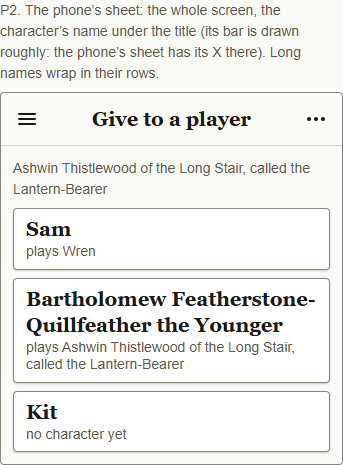 P2. The phone’s sheet: the whole screen, the
character’s name under the title (its bar is drawn
roughly: the phone’s sheet has its X there). Long
names wrap in their rows.
Give to a player
Ashwin Thistlewood of the Long Stair, called the
Lantern-Bearer
Sam
plays Wren
Bartholomew Featherstone-
Quillfeather the Younger
plays Ashwin Thistlewood of the Long Stair,
called the Lantern-Bearer
Kit
no character yet